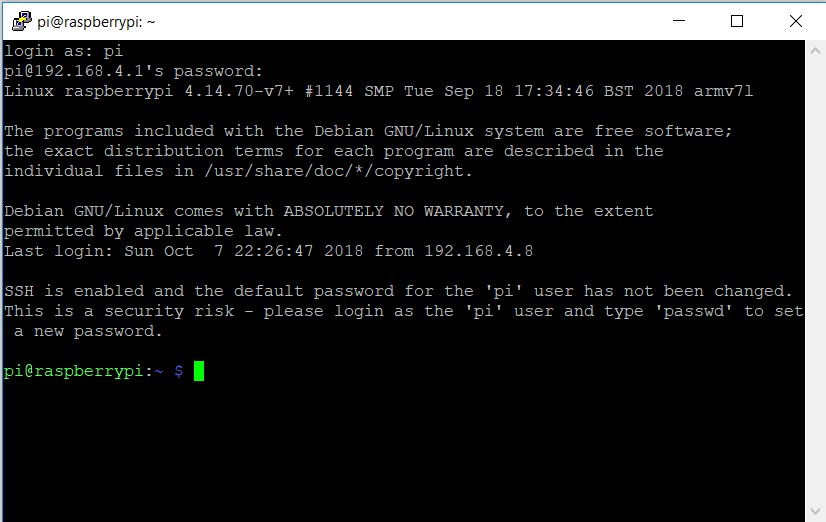 pi@raspberrypi: ~
login as: pi
pi@192.168.4.1's password:
Linux raspberrypi 4.14.70-v7+ #1144 SMP Tue Sep 18 17:34:46 BST 2018 armv7l
The programs included with the Debian GNU/Linux system are free software;
the exact distribution terms for each program are described in the
individual files in /usr/share/doc/*/copyright.
Debian GNU/Linux comes with ABSOLUTELY NO WARRANTY, to the extent
permitted by applicable law.
Last login: Sun Oct  7 22:26:47 2018 from 192.168.4.8
SSH is enabled and the default password for the 'pi' user has not been changed.
This is a security risk - please login as the 'pi' user and type 'passwd' to set
 a new password.
pi@raspberrypi:~ $